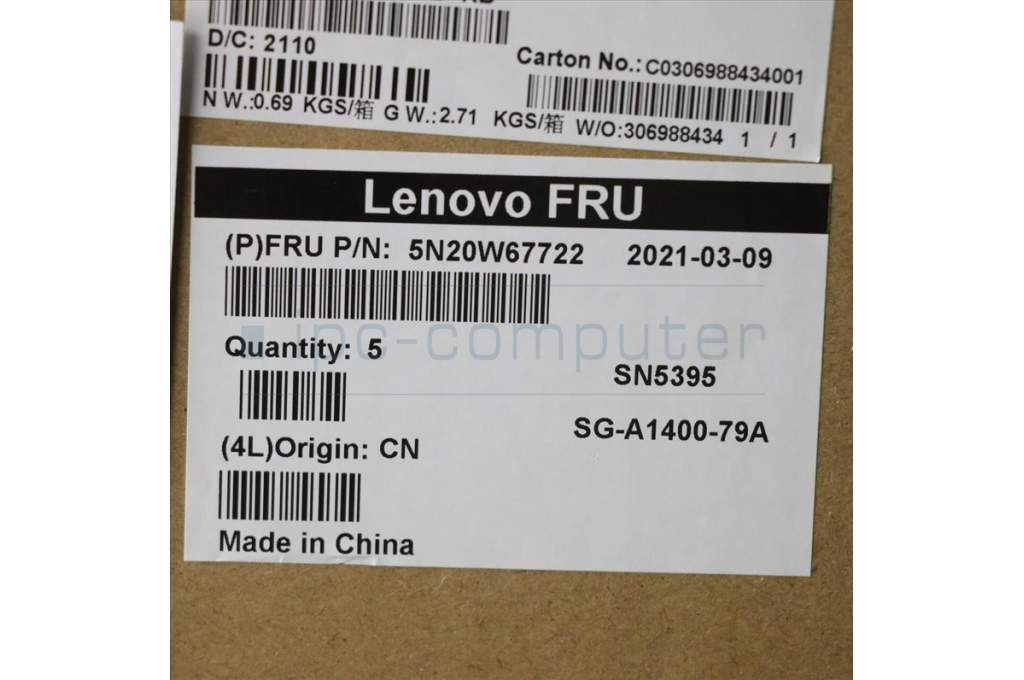 D/C: 2110
Carton No.: C0306988434001
N W.:0.69 KGS/箱 G W.:2.71 KGS/箱 W/O:306988434 1 / 1
Lenovo FRU
(P)FRU P/N: 5N20W67722 2021-03-09
ipc-computer
Quantity: 5
SN5395
SG-A1400-79A
(4L)Origin: CN
Made in China